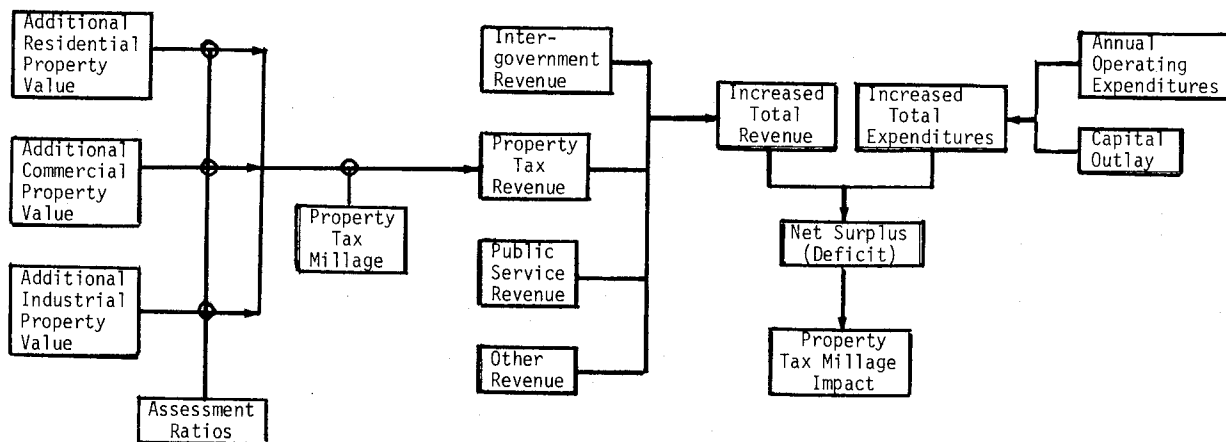 Additional
Residential
Property
Value
Additional
Commercial
Property
Value
Additional
Industrial
Property
Value
Assessment
Ratios
Property
Tax
Millage
Inter-
government
Revenue
Property
Tax
Revenue
Public
Service
Revenue
Other
Revenue
Increased
Total
Revenue
Increased
Total
Expenditures
Annual
Operating
Expenditures
Capital
Outlay
Net Surplus
(Deficit)
Property
Tax Millage
Impact